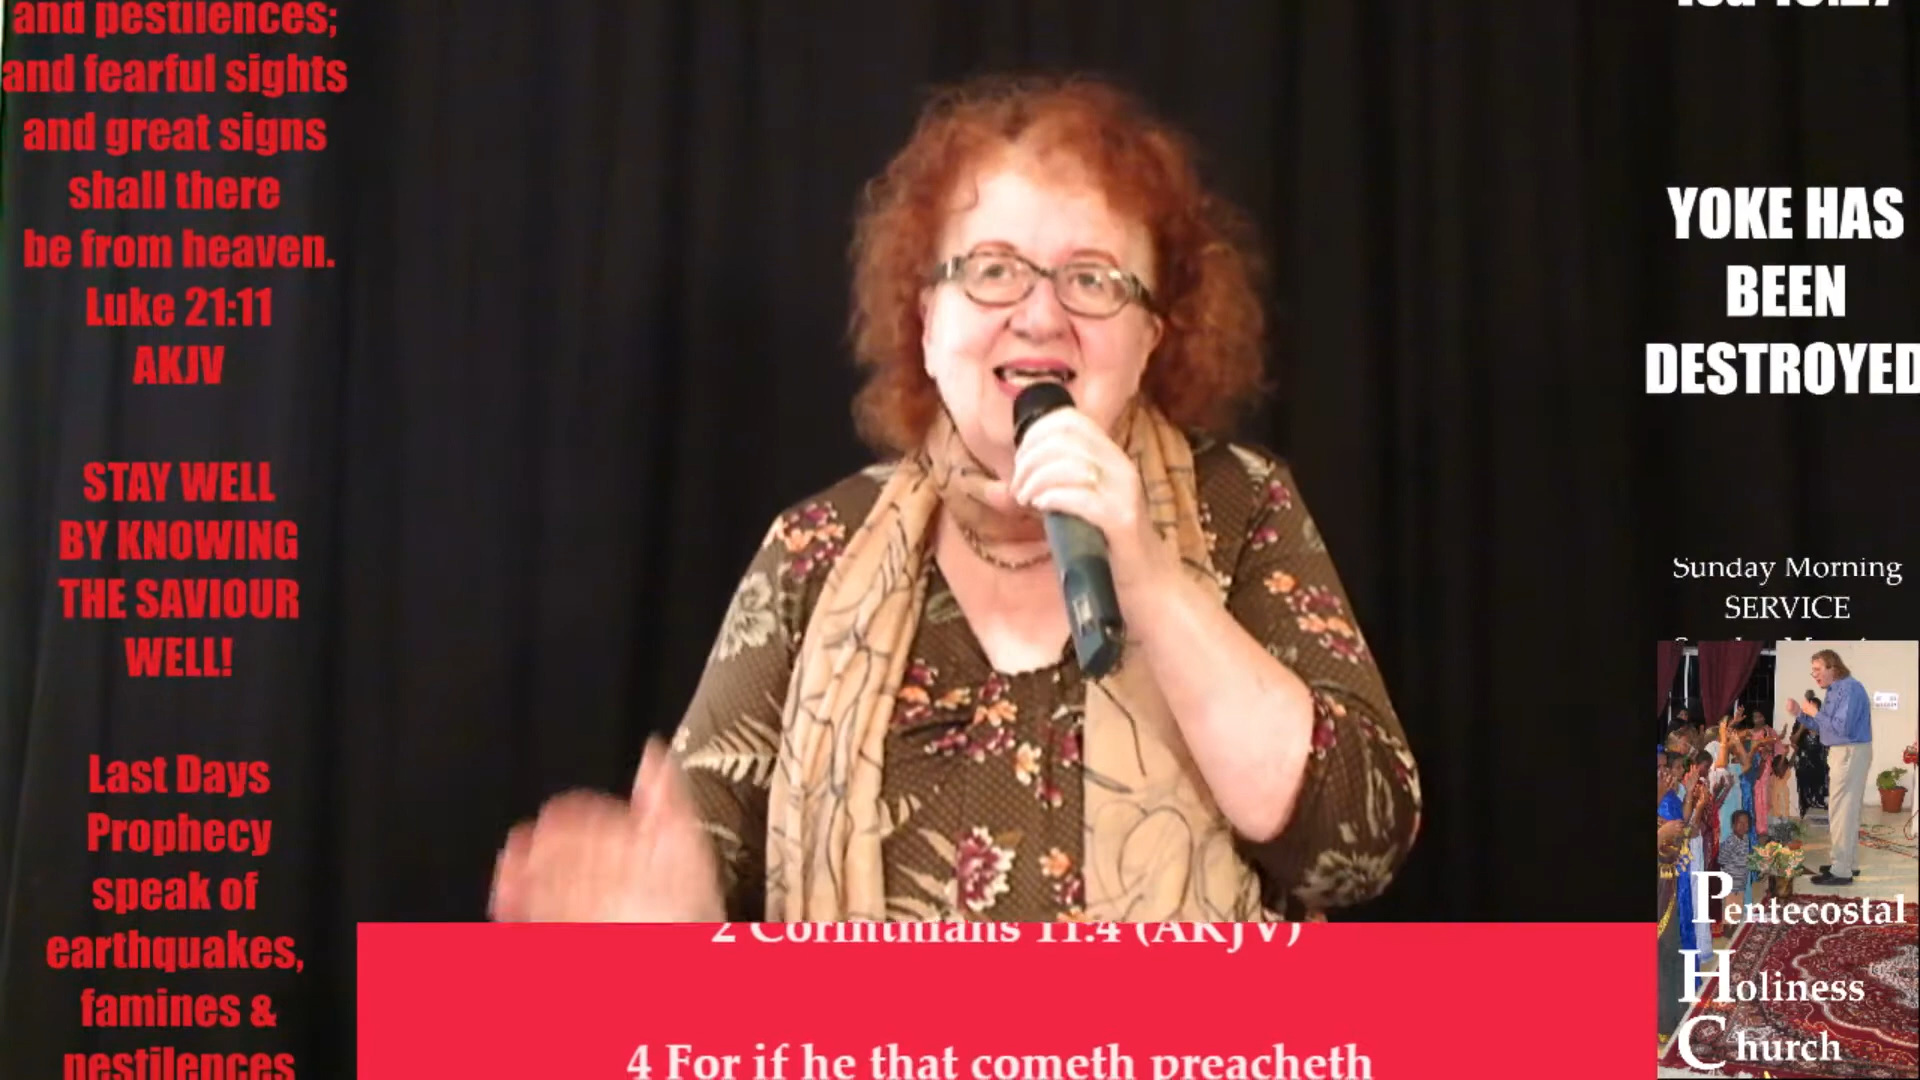 and pestilences;
and fearful sights
and great signs
shall there
be from heaven.
Luke 21:11
AKJV
STAY WELL
BY KNOWING
THE SAVIOUR
WELL!
Last Days
Prophecy
speak of
earthquakes,
famines &
pestilences
2 Corinthians 11:4 (AKJV)
4 For if he that cometh preacheth
YOKE HAS
BEEN
DESTROYED
Sunday Morning
SERVICE
Pentecostal
Holiness
Church